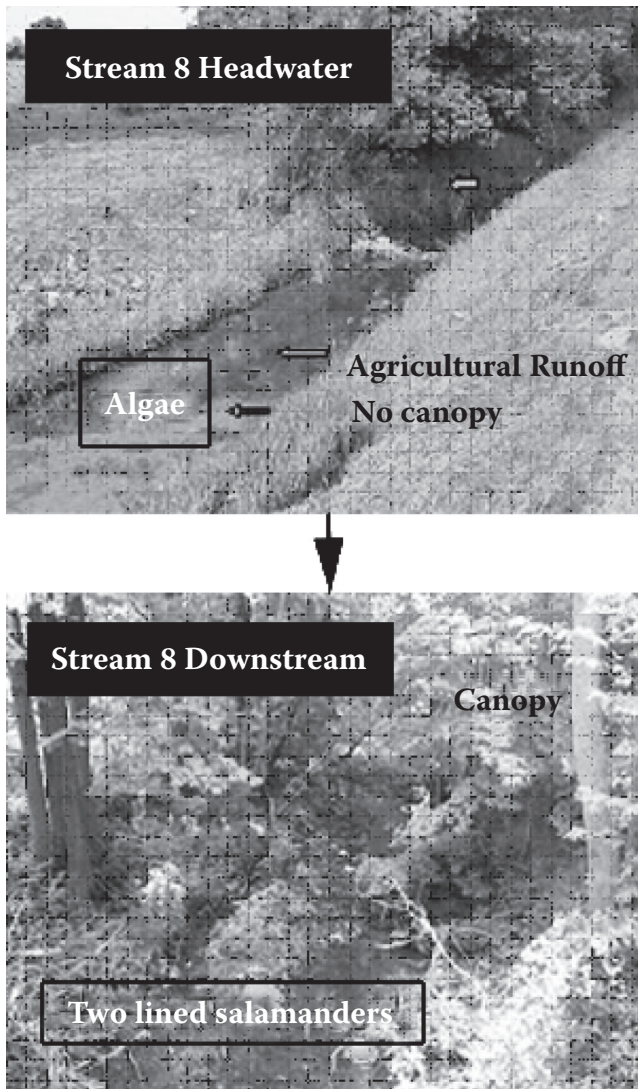 Stream 8 Headwater
Agricultural Runoff
Algae
No canopy
Stream 8 Downstream
Canopy
Two lined salamanders